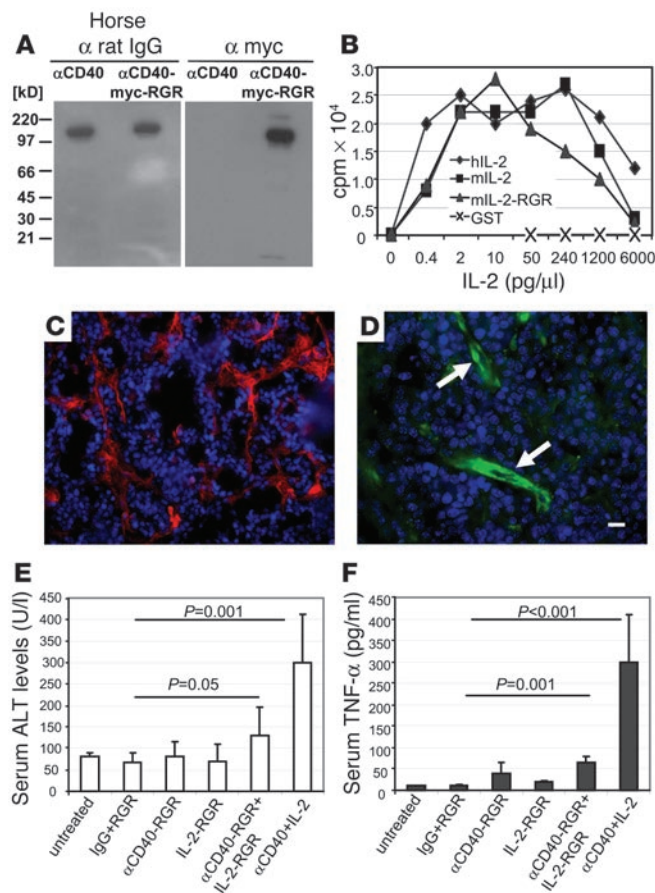 A
Horse
α rat IgG
α myc
αCD40
αCD40-
myc-RGR
αCD40
αCD40-
myc-RGR
[kD]
220
97
66
45
30
21
B
cpm × 10⁴
3.0
2.5
2.0
1.5
1.0
0.5
0
hIL-2
mIL-2
mIL-2-RGR
GST
0 0.4 2 10 50 240 1200 6000
IL-2 (pg/μl)
C
D
E
Serum ALT levels (U/l)
450
400
350
300
250
200
150
100
50
0
P=0.001
P=0.05
untreated
IgG+RGR
αCD40-RGR
IL-2-RGR
αCD40-RGR+
IL-2-RGR
αCD40+IL-2
F
Serum TNF-α (pg/ml)
450
400
350
300
250
200
150
100
50
P<0.001
P=0.001
untreated
IgG+RGR
αCD40-RGR
IL-2-RGR
αCD40-RGR+
IL-2-RGR
αCD40+IL-2